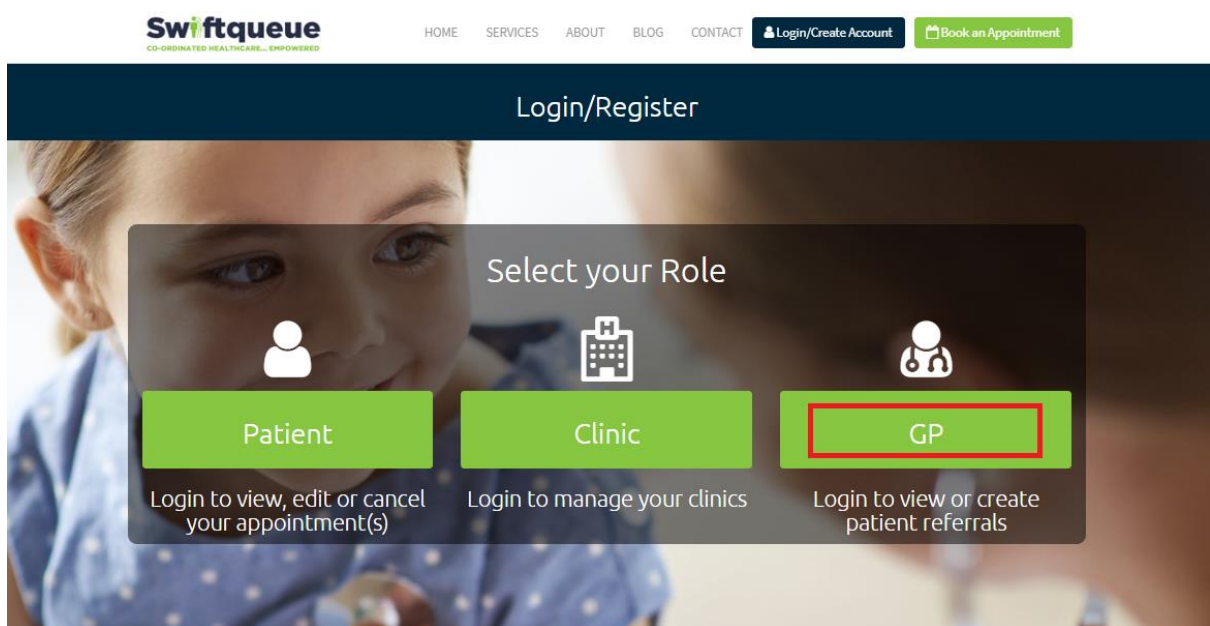 Swiftqueue
CO-ORDINATED HEALTHCARE... EMPOWERED
HOME SERVICES ABOUT BLOG CONTACT Login/Create Account Book an Appointment
Login/Register
Select your Role
H
Patient Clinic GP
Login to view, edit or cancel
your appointment(s)
Login to manage your clinics
Login to view or create
patient referrals